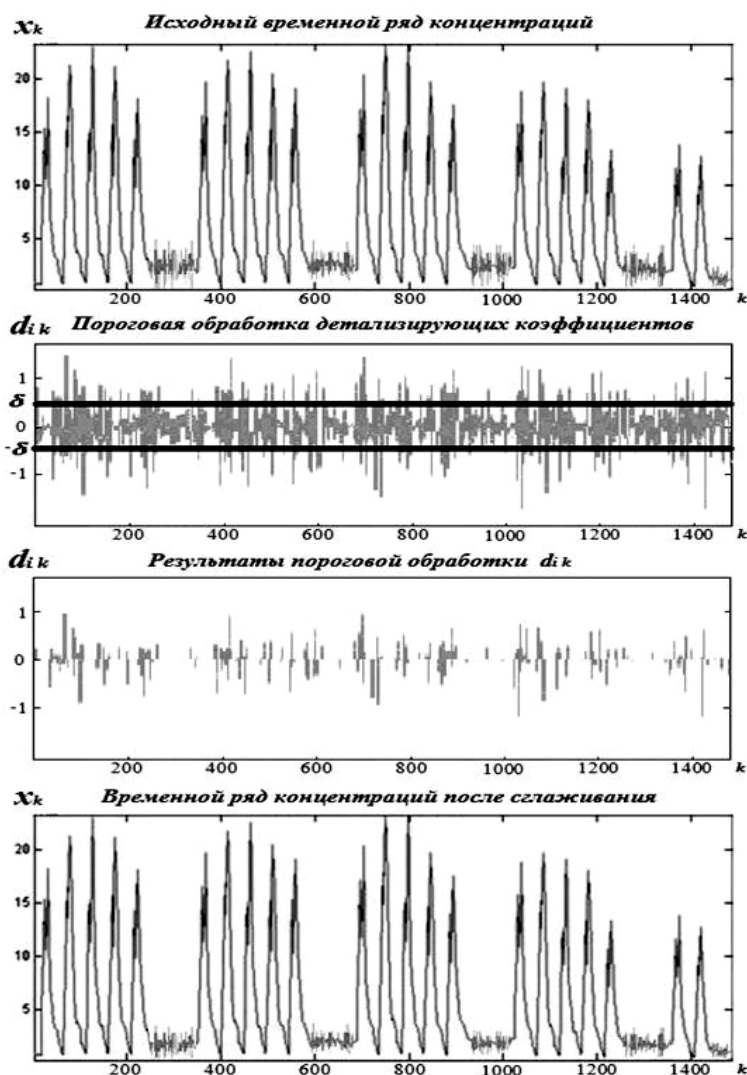 xk Исходный временной ряд концентраций
20
15
10
5
200 400 600 800 1000 1200 1400 k
di k Пороговая обработка детализирующих коэффициентов
1
δ
0
-δ
-1
200 400 600 800 1000 1200 1400 k
di k Результаты пороговой обработки di k
1
0
-1
200 400 600 800 1000 1200 1400 k
xk Временной ряд концентраций после сглаживания
20
15
10
5
200 400 600 800 1000 1200 1400 k